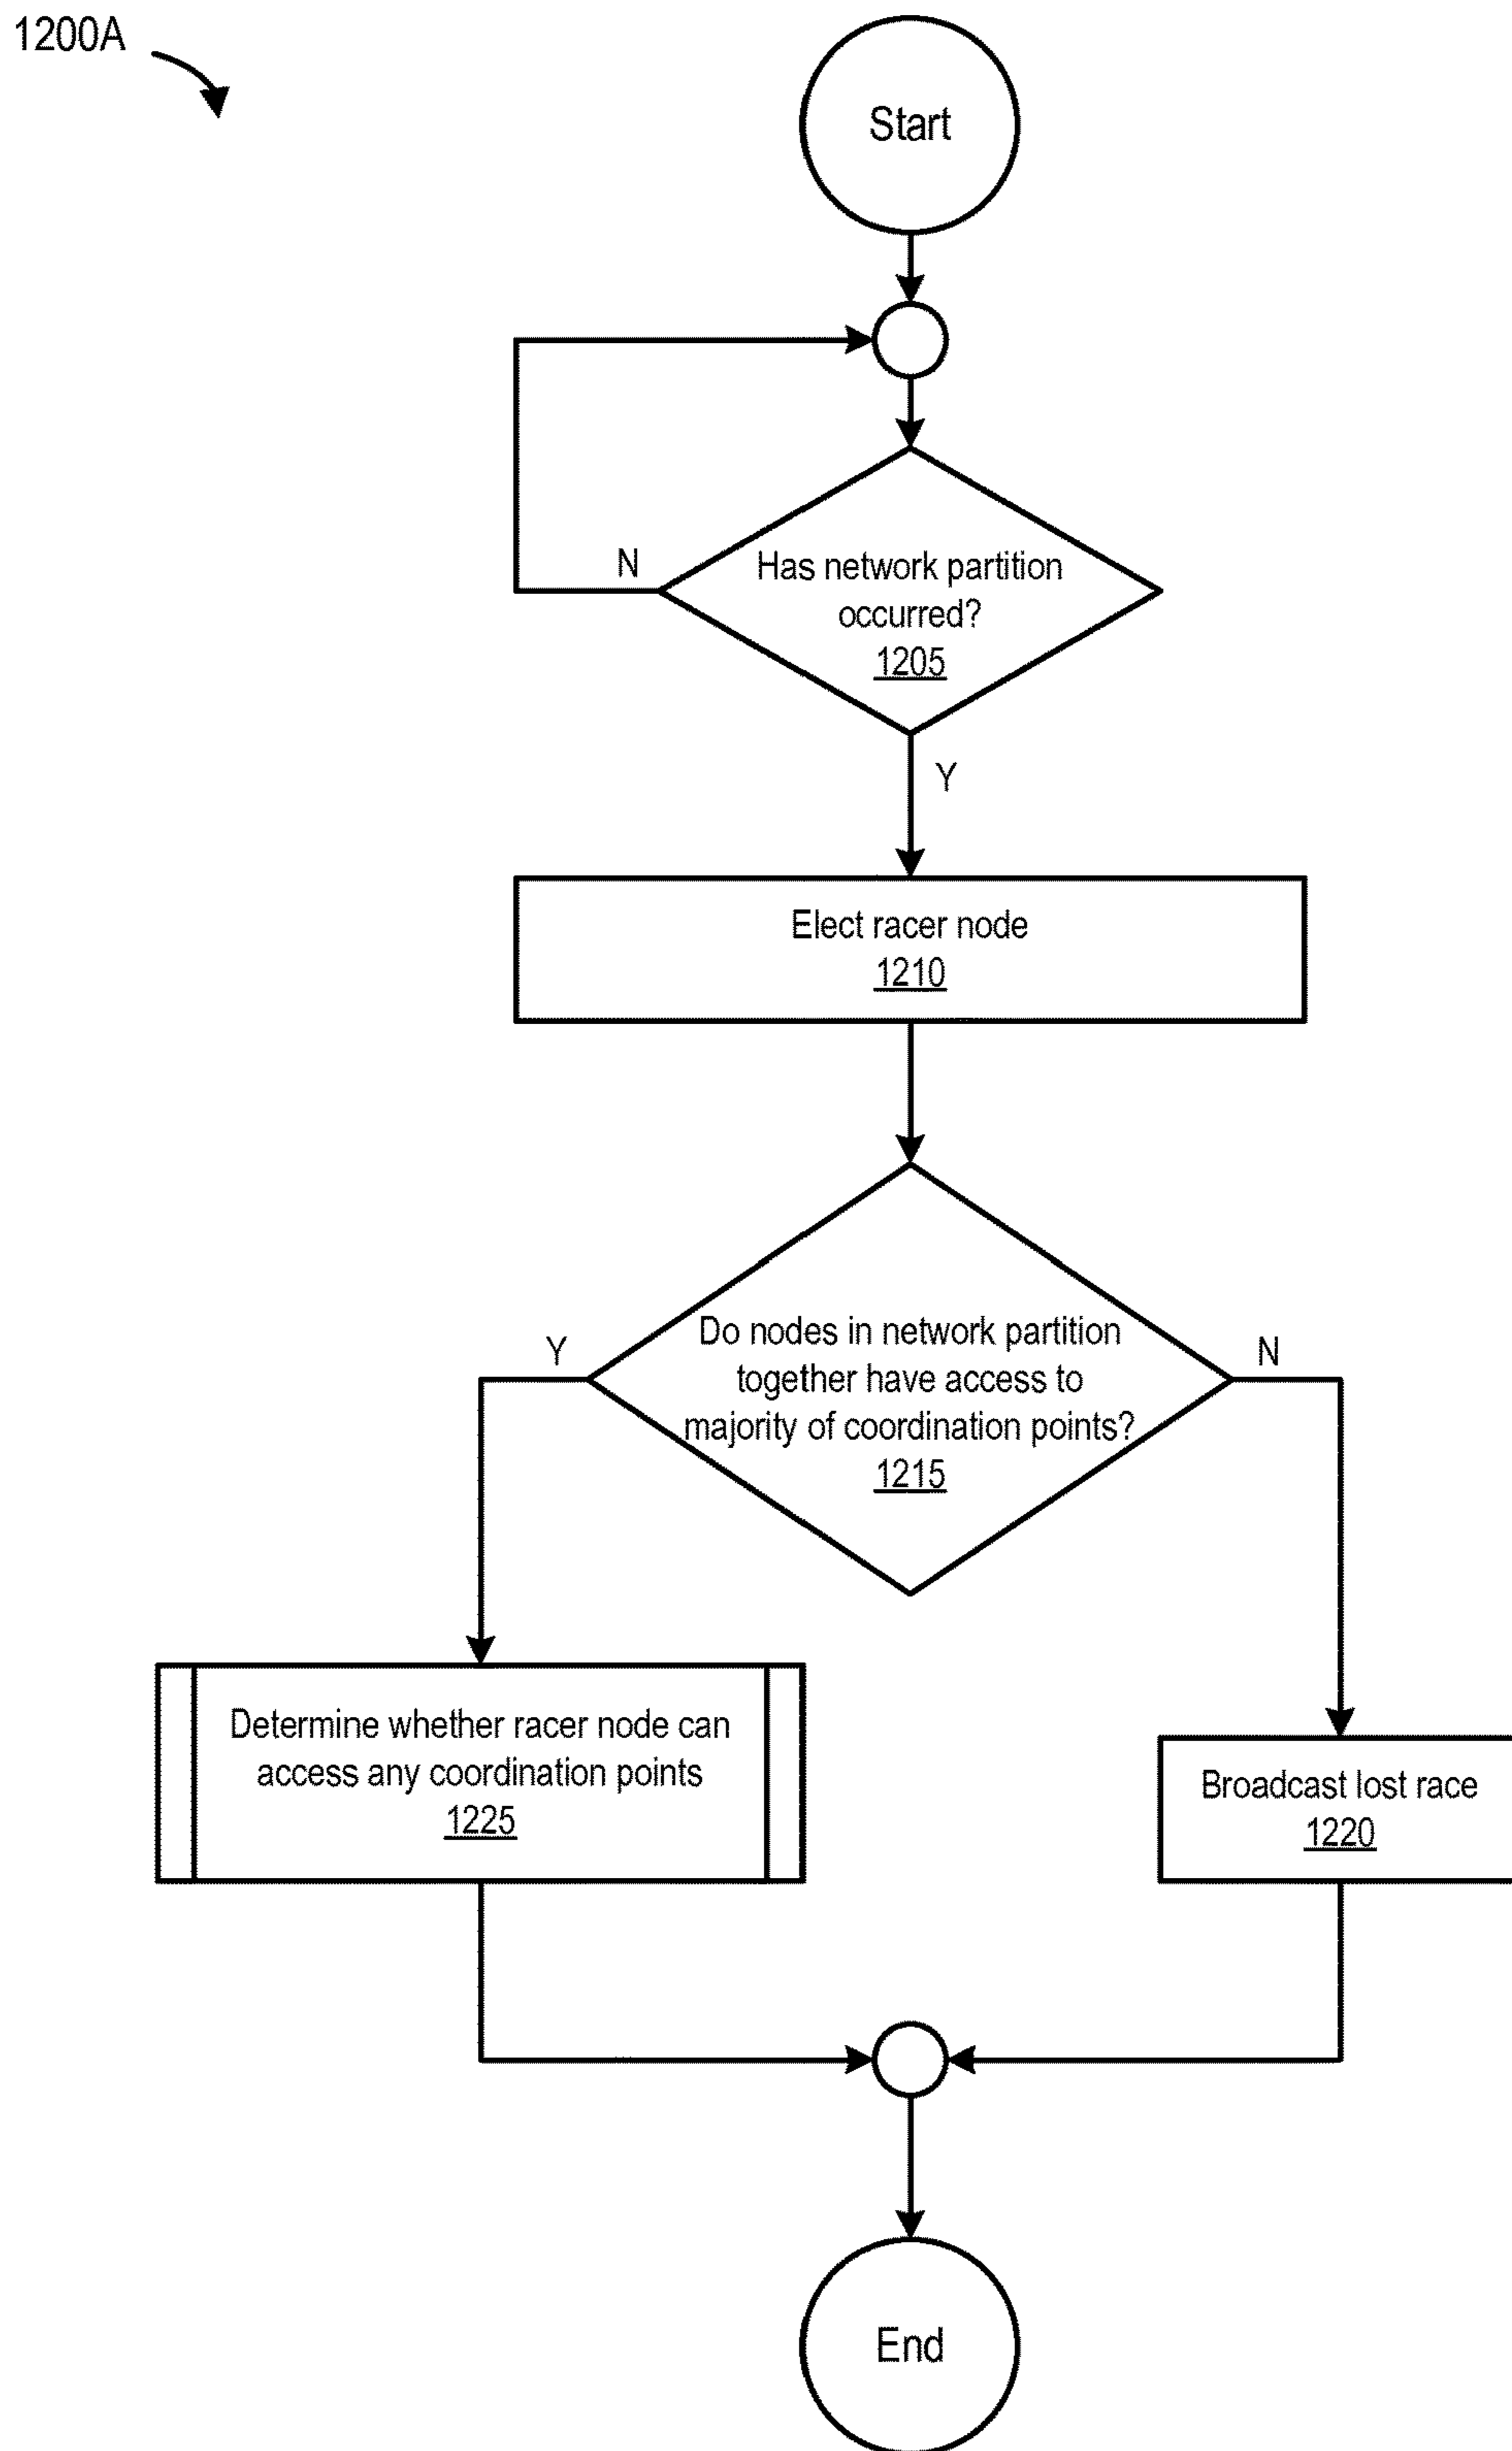 1200A
Start
Has network partition
occurred?
1205
N
Y
Elect racer node
1210
Do nodes in network partition
together have access to
majority of coordination points?
1215
Y
N
Determine whether racer node can
access any coordination points
1225
Broadcast lost race
1220
End